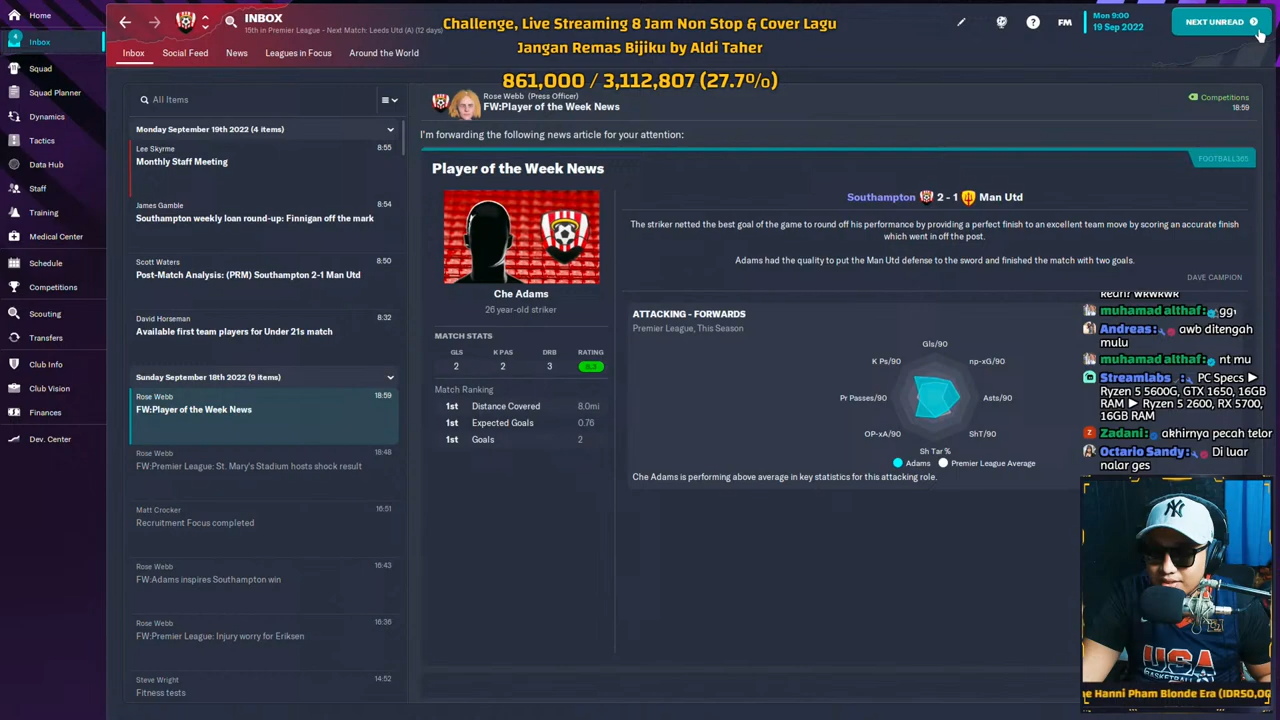 Home
4
Inbox
Squad
Squad Planner
Dynamics
Tactics
Data Hub
Staff
Training
Medical Center
Schedule
Competitions
Scouting
Transfers
Club Info
Club Vision
Finances
Dev. Center
INBOX
15th in Premier League - Next Match: Leeds Utd (A) (12 days)
Challenge, Live Streaming 8 Jam Non Stop & Cover Lagu
Jangan Remas Bijiku by Aldi Taher
861,000 / 3,112,807 (27.7%)
FM
Mon 9:00
19 Sep 2022
NEXT UNREAD
Inbox
Social Feed
News
Leagues in Focus
Around the World
All Items
Monday September 19th 2022 (4 items)
Lee Skyrme 8:55
Monthly Staff Meeting
James Gamble 8:54
Southampton weekly loan round-up: Finnigan off the mark
Scott Waters 8:50
Post-Match Analysis: (PRM) Southampton 2-1 Man Utd
David Horseman 8:32
Available first team players for Under 21s match
Sunday September 18th 2022 (9 items)
Rose Webb 18:59
FW:Player of the Week News
Rose Webb 18:48
FW:Premier League: St. Mary's Stadium hosts shock result
Matt Crocker 16:51
Recruitment Focus completed
Rose Webb 16:43
FW:Adams inspires Southampton win
Rose Webb 16:36
FW:Premier League: Injury worry for Eriksen
Steve Wright 14:52
Fitness tests
Rose Webb (Press Officer)
FW:Player of the Week News
Competitions
18:59
I'm forwarding the following news article for your attention:
FOOTBALL365
Player of the Week News
Che Adams
26 year-old striker
MATCH STATS
GLS K PAS DRB RATING
2 2 3 8.3
Match Ranking
1st Distance Covered 8.0mi
1st Expected Goals 0.76
1st Goals 2
Southampton 2 - 1 Man Utd
The striker netted the best goal of the game to round off his performance by providing a perfect finish to an excellent team move by scoring an accurate finish
which went in off the post.
Adams had the quality to put the Man Utd defense to the sword and finished the match with two goals.
DAVE CAMPION
ATTACKING - FORWARDS
Premier League, This Season
Gls/90
K Ps/90
np-xG/90
Pr Passes/90
Asts/90
OP-xA/90
ShT/90
Sh Tar %
Adams
Premier League Average
Che Adams is performing above average in key statistics for this attacking role.
muhamad althaf : gg
Andreas : awb ditengah
mulu
muhamad althaf : nt mu
Streamlabs : PC Specs ►
Ryzen 5 5600G, GTX 1650, 16GB
RAM ► Ryzen 5 2600, RX 5700,
16GB RAM
Zadani : akhirnya pecah telor
Octario Sandy : Di luar
nalar ges
NY
USA
BASKETBALL
ne Hanni Pham Blonde Era (IDR50,00